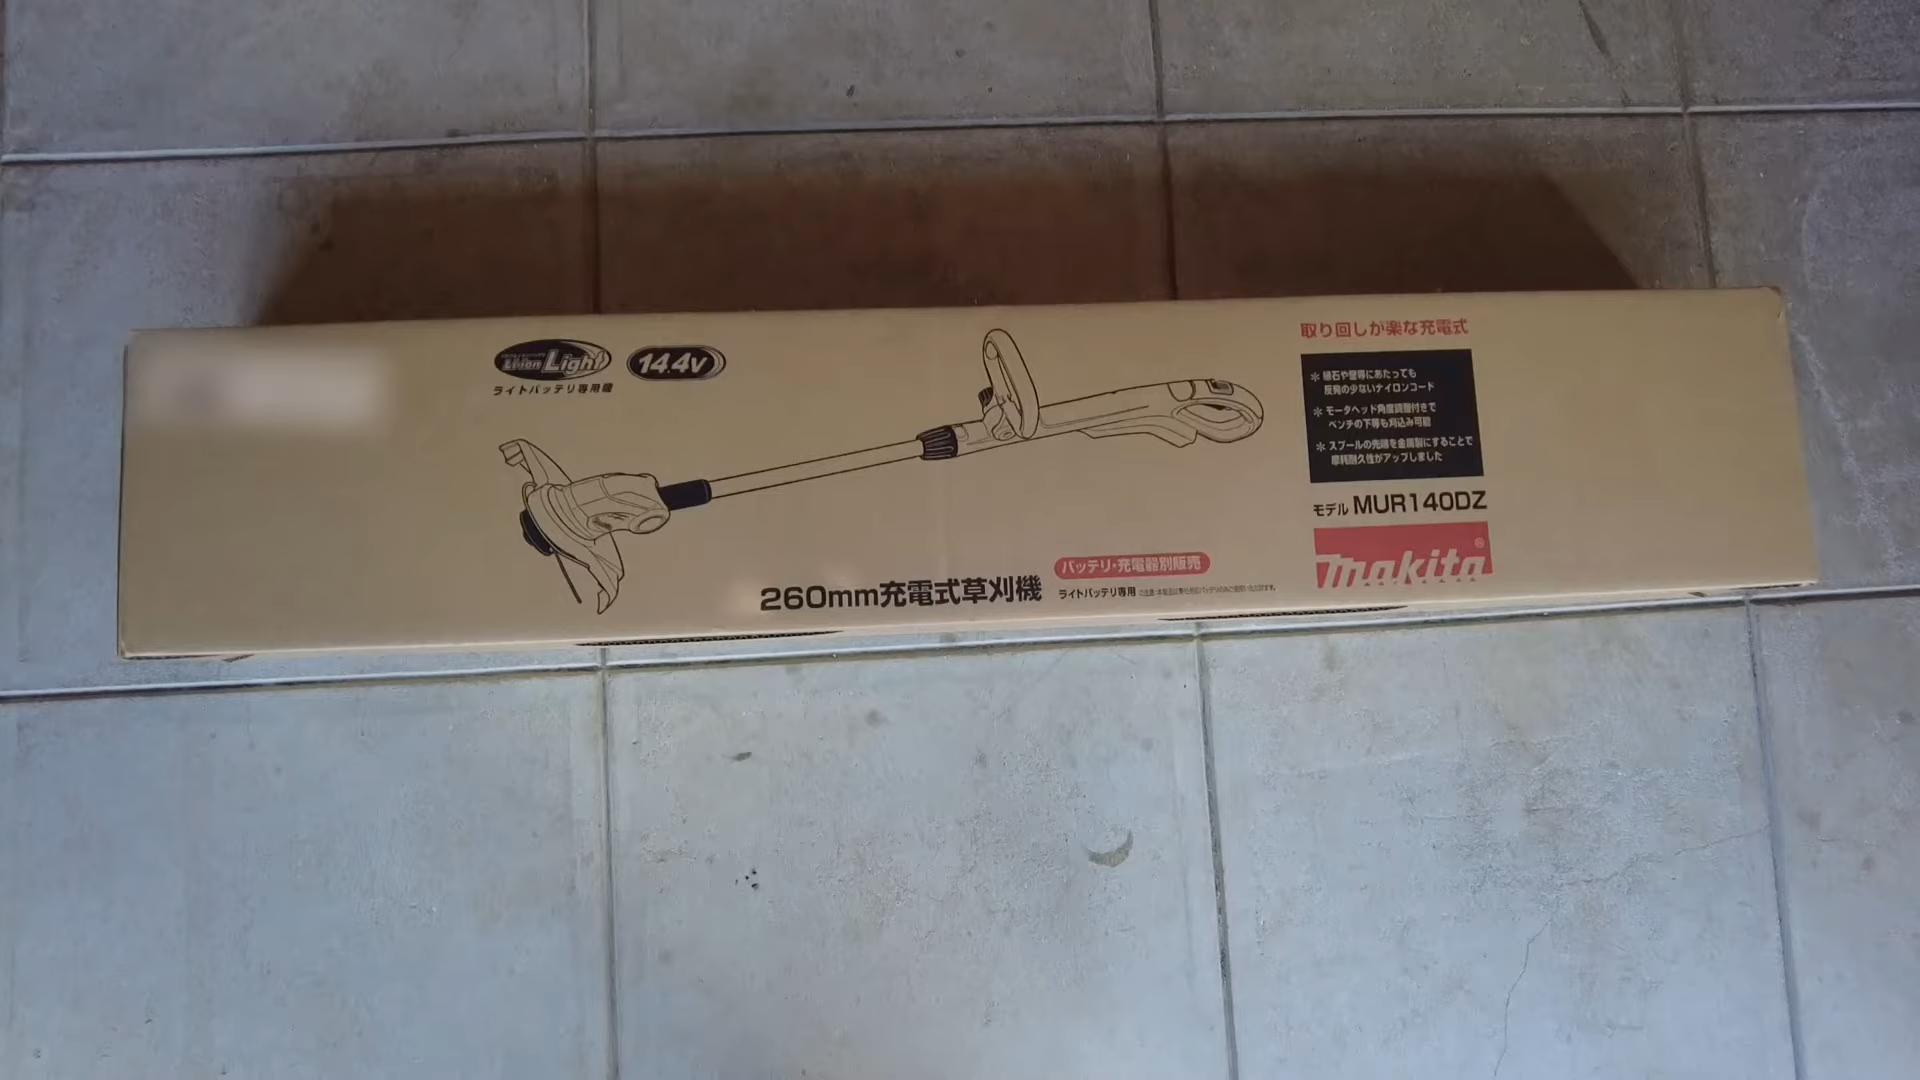 Li-ion Light
14.4V
ライトバッテリ専用機
取り回しが楽な充電式
＊縁石や壁等にあたっても
反発の少ないナイロンコード
＊モータヘッド角度調整付きで
ベンチの下等も刈込み可能
＊スプールの先端を金属製にすることで
摩耗耐久性がアップしました
モデル MUR140DZ
makita®
バッテリ・充電器別販売
260mm充電式草刈機
ライトバッテリ専用